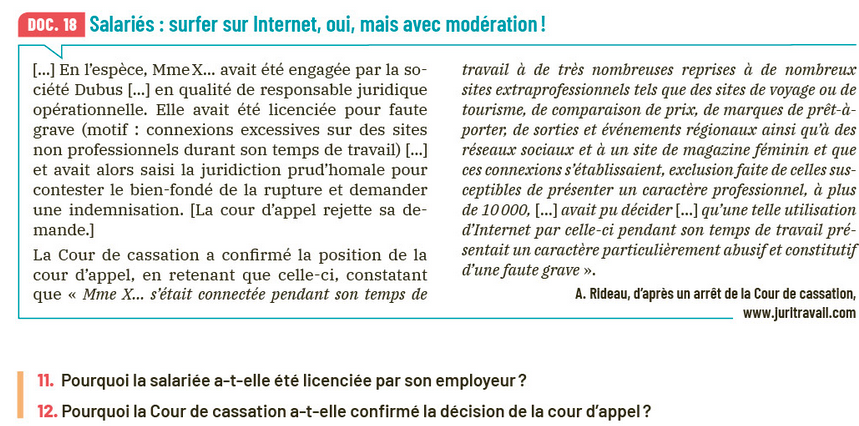 DOC. 18 Salariés : surfer sur Internet, oui, mais avec modération !
[...] En l'espèce, Mme X... avait été engagée par la so-
ciété Dubus [...] en qualité de responsable juridique
opérationnelle. Elle avait été licenciée pour faute
grave (motif : connexions excessives sur des sites
non professionnels durant son temps de travail) [...]
et avait alors saisi la juridiction prud'homale pour
contester le bien-fondé de la rupture et demander
une indemnisation. [La cour d'appel rejette sa de-
mande.]
La Cour de cassation a confirmé la position de la
cour d'appel, en retenant que celle-ci, constatant
que « Mme X... s'était connectée pendant son temps de
travail à de très nombreuses reprises à de nombreux
sites extraprofessionnels tels que des sites de voyage ou de
tourisme, de comparaison de prix, de marques de prêt-à-
porter, de sorties et événements régionaux ainsi qu'à des
réseaux sociaux et à un site de magazine féminin et que
ces connexions s'établissaient, exclusion faite de celles sus-
ceptibles de présenter un caractère professionnel, à plus
de 10 000, [...] avait pu décider [...] qu'une telle utilisation
d'Internet par celle-ci pendant son temps de travail pré-
sentait un caractère particulièrement abusif et constitutif
d'une faute grave ».
A. Rideau, d'après un arrêt de la Cour de cassation,
www.juritravail.com
11. Pourquoi la salariée a-t-elle été licenciée par son employeur ?
12. Pourquoi la Cour de cassation a-t-elle confirmé la décision de la cour d'appel ?